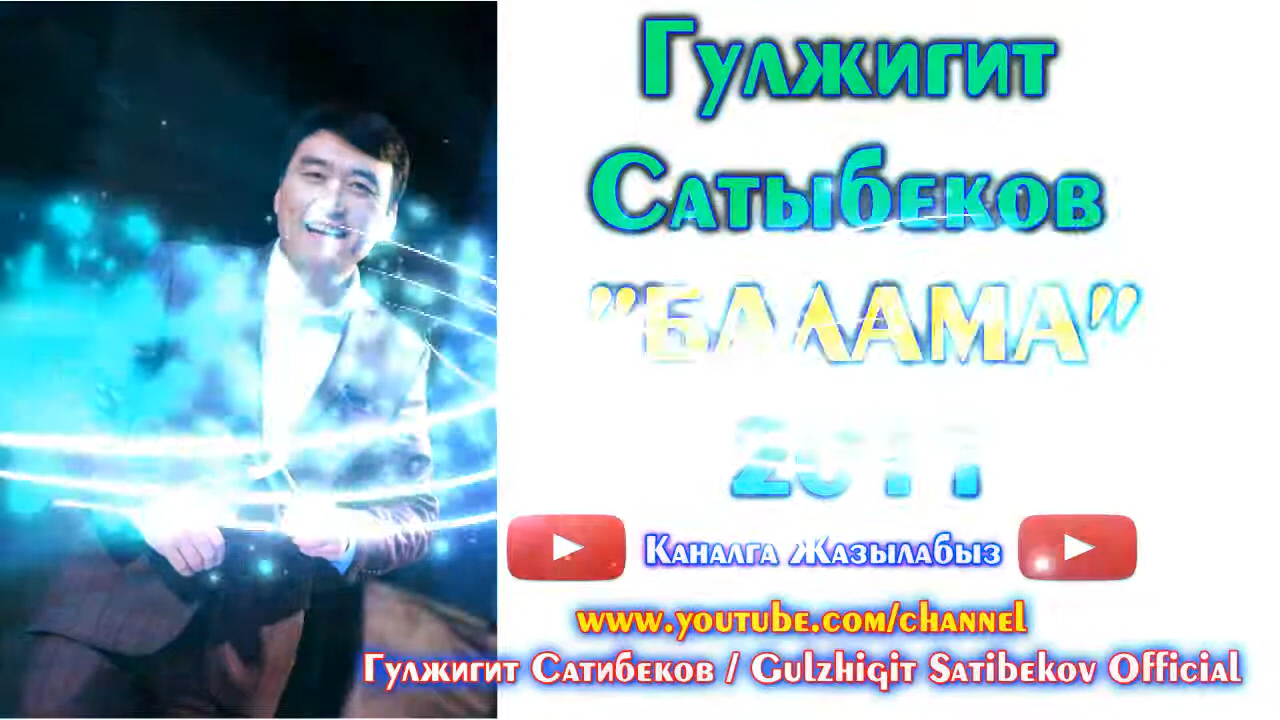 Гулжигит
Сатыбеков
"БАЛАМА"
Каналга Жазылабыз
www.youtube.com/channel
Гулжигит Сатибеков / Gulzhigit Satibekov Official